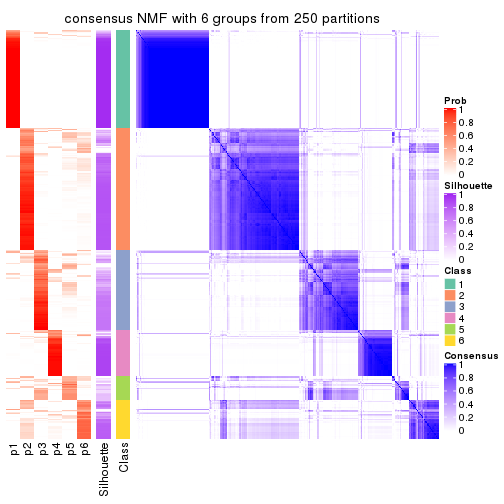 consensus NMF with 6 groups from 250 partitions
Prob
1
0.8
0.6
0.4
0.2
0
Silhouette
1
0.8
0.6
0.4
0.2
0
Class
1
2
3
4
5
6
Consensus
1
0.8
0.6
0.4
0.2
0
p1
p2
p3
p4
p5
p6
Silhouette
Class